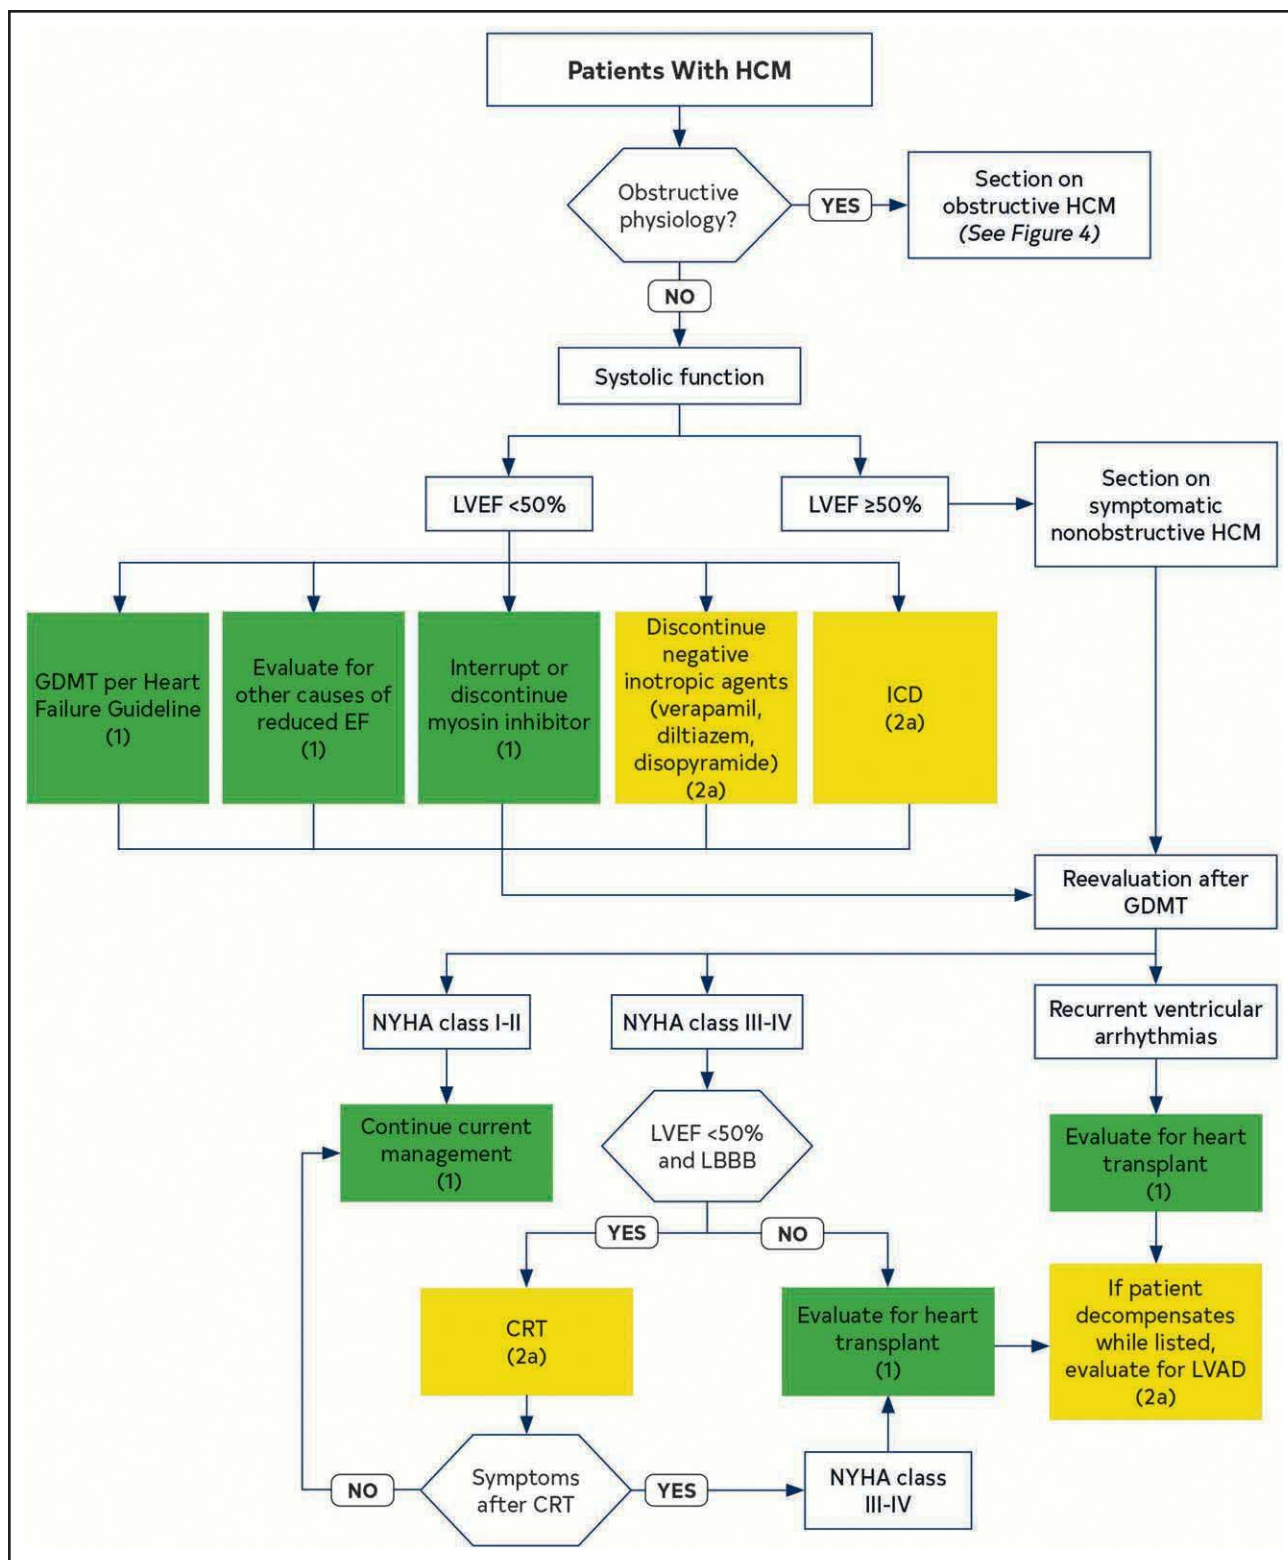 Patients With HCM
Obstructive
physiology?
YES
Section on
obstructive HCM
(See Figure 4)
NO
Systolic function
LVEF <50%
LVEF ≥50%
Section on
symptomatic
nonobstructive HCM
GDMT per Heart
Failure Guideline
(1)
Evaluate for
other causes of
reduced EF
(1)
Interrupt or
discontinue
myosin inhibitor
(1)
Discontinue
negative
inotropic agents
(verapamil,
diltiazem,
disopyramide)
(2a)
ICD
(2a)
Reevaluation after
GDMT
NYHA class I-II
NYHA class III-IV
Recurrent ventricular
arrhythmias
Continue current
management
(1)
LVEF <50%
and LBBB
Evaluate for heart
transplant
(1)
YES
NO
CRT
(2a)
Evaluate for heart
transplant
(1)
If patient
decompensates
while listed,
evaluate for LVAD
(2a)
NO
Symptoms
after CRT
YES
NYHA class
III-IV